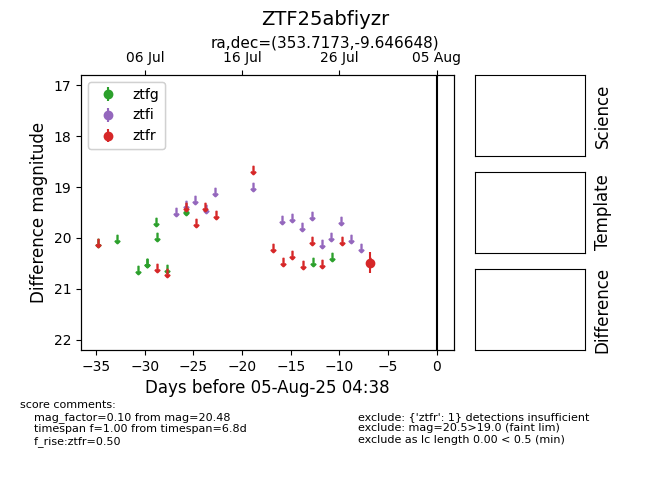 ZTF25abfiyzr
ra,dec=(353.7173,-9.646648)
06 Jul 16 Jul 26 Jul 05 Aug
ztfg
ztfi
ztfr
17
18
19
20
21
22
Difference magnitude
−35 −30 −25 −20 −15 −10 −5 0
Days before 05-Aug-25 04:38
Science
Template
Difference
score comments:
mag_factor=0.10 from mag=20.48
timespan f=1.00 from timespan=6.8d
f_rise:ztfr=0.50
exclude: {'ztfr': 1} detections insufficient
exclude: mag=20.5>19.0 (faint lim)
exclude as lc length 0.00 < 0.5 (min)